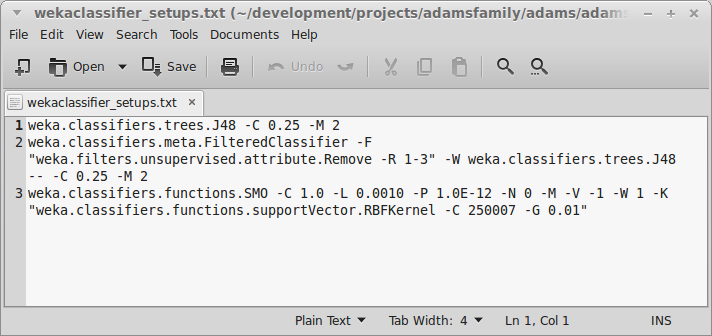 wekaclassifier_setups.txt (~/development/projects/adamsfamily/adams/adams
File Edit View Search Tools Documents Help
Open Save Undo
wekaclassifier_setups.txt ×
1 weka.classifiers.trees.J48 -C 0.25 -M 2
2 weka.classifiers.meta.FilteredClassifier -F
"weka.filters.unsupervised.attribute.Remove -R 1-3" -W weka.classifiers.trees.J48
-- -C 0.25 -M 2
3 weka.classifiers.functions.SMO -C 1.0 -L 0.0010 -P 1.0E-12 -N 0 -M -V -1 -W 1 -K
"weka.classifiers.functions.supportVector.RBFKernel -C 250007 -G 0.01"
Plain Text Tab Width: 4 Ln 1, Col 1 INS